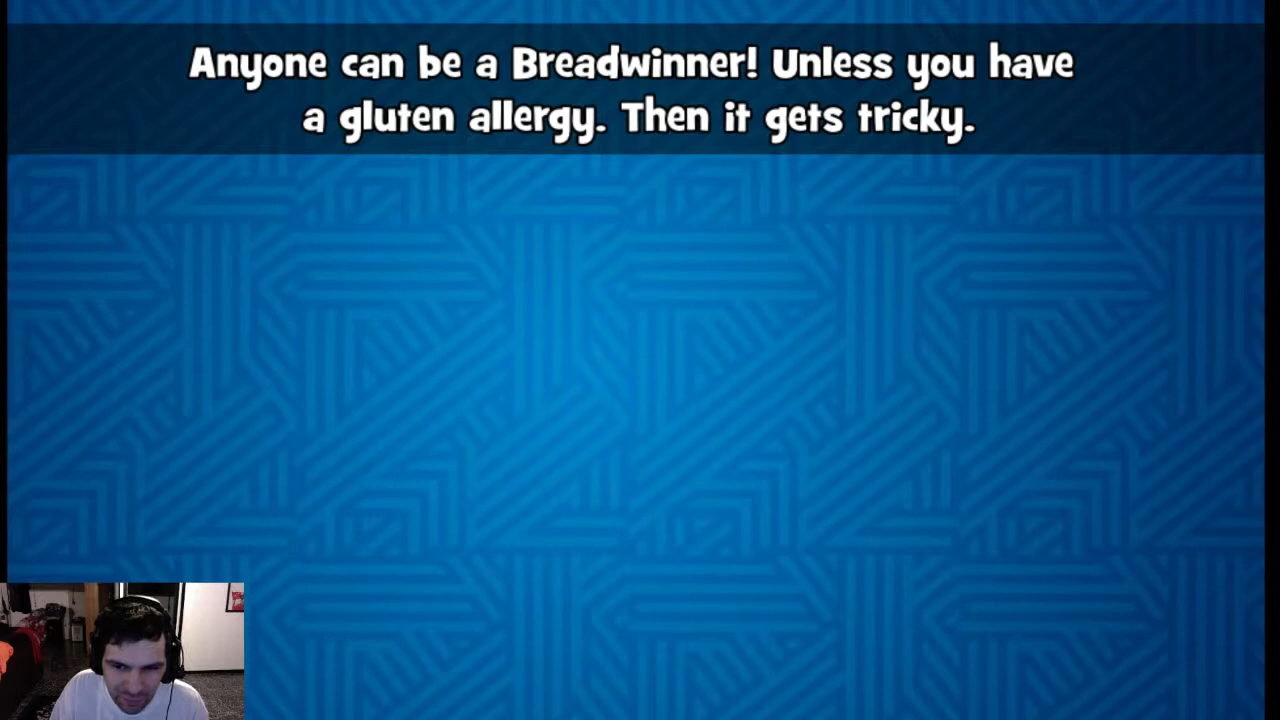 Anyone can be a Breadwinner! Unless you have
a gluten allergy. Then it gets tricky.